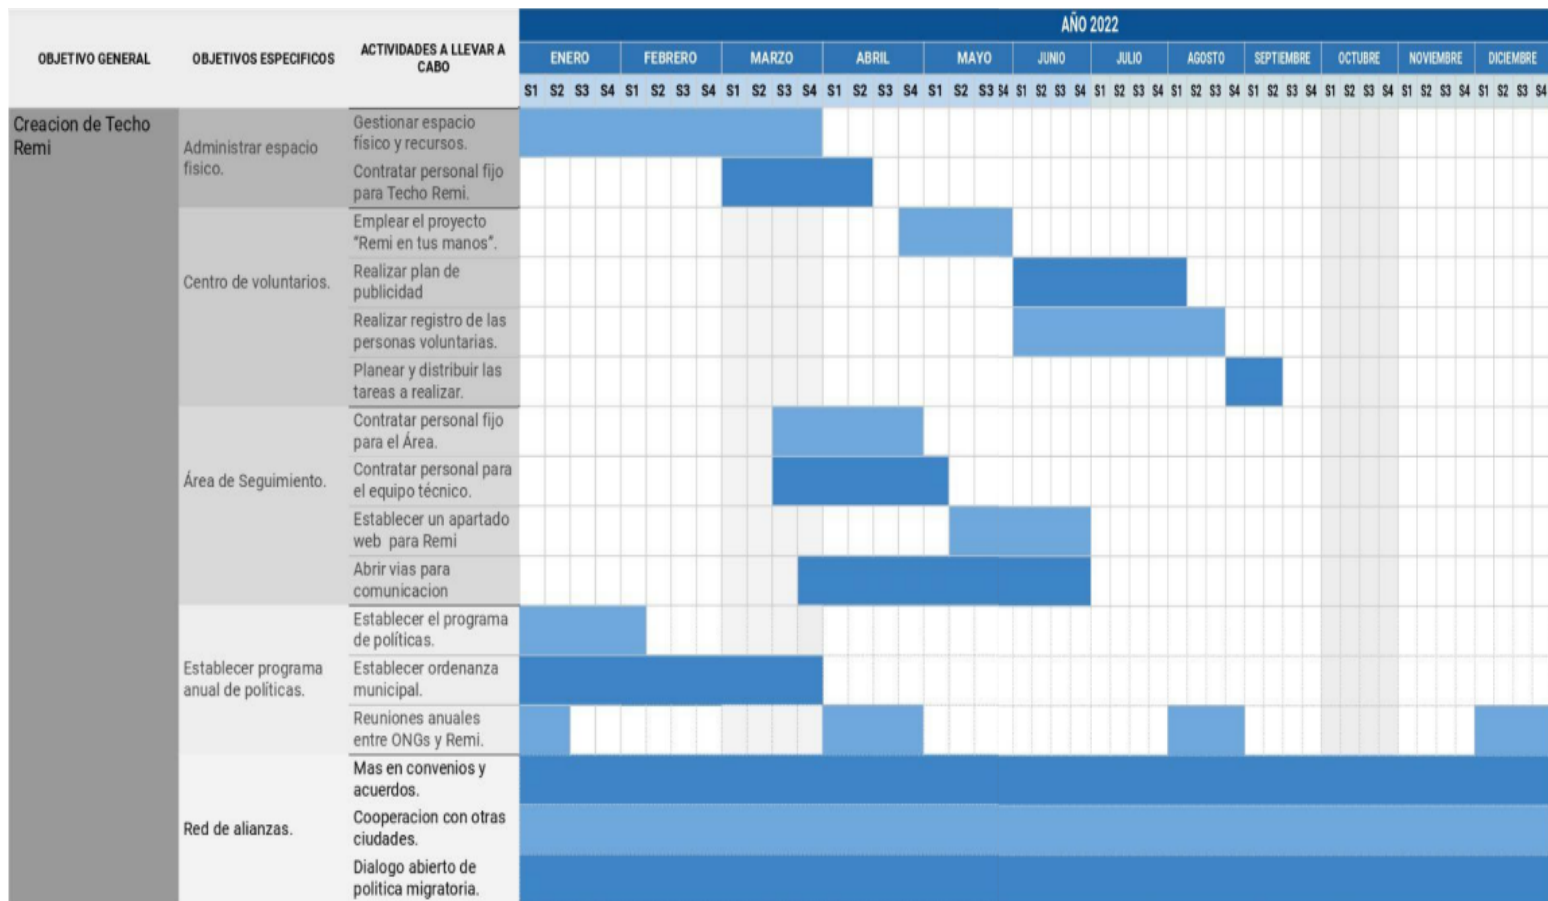 AÑO 2022
OBJETIVO GENERAL
OBJETIVOS ESPECIFICOS
ACTIVIDADES A LLEVAR A
CABO
ENERO FEBRERO MARZO ABRIL MAYO JUNIO JULIO AGOSTO SEPTIEMBRE OCTUBRE NOVIEMBRE DICIEMBRE
S1 S2 S3 S4 S1 S2 S3 S4 S1 S2 S3 S4 S1 S2 S3 S4 S1 S2 S3 S4 S1 S2 S3 S4 S1 S2 S3 S4 S1 S2 S3 S4 S1 S2 S3 S4 S1 S2 S3 S4 S1 S2 S3 S4 S1 S2 S3 S4
Creacion de Techo
Remi
Administrar espacio
fisico.
Gestionar espacio
físico y recursos.
Contratar personal fijo
para Techo Remi.
Centro de voluntarios.
Emplear el proyecto
“Remi en tus manos”.
Realizar plan de
publicidad
Realizar registro de las
personas voluntarias.
Planear y distribuir las
tareas a realizar.
Área de Seguimiento.
Contratar personal fijo
para el Área.
Contratar personal para
el equipo técnico.
Establecer un apartado
web para Remi
Abrir vias para
comunicacion
Establecer programa
anual de políticas.
Establecer el programa
de políticas.
Establecer ordenanza
municipal.
Reuniones anuales
entre ONGs y Remi.
Red de alianzas.
Mas en convenios y
acuerdos.
Cooperacion con otras
ciudades.
Dialogo abierto de
politica migratoria.